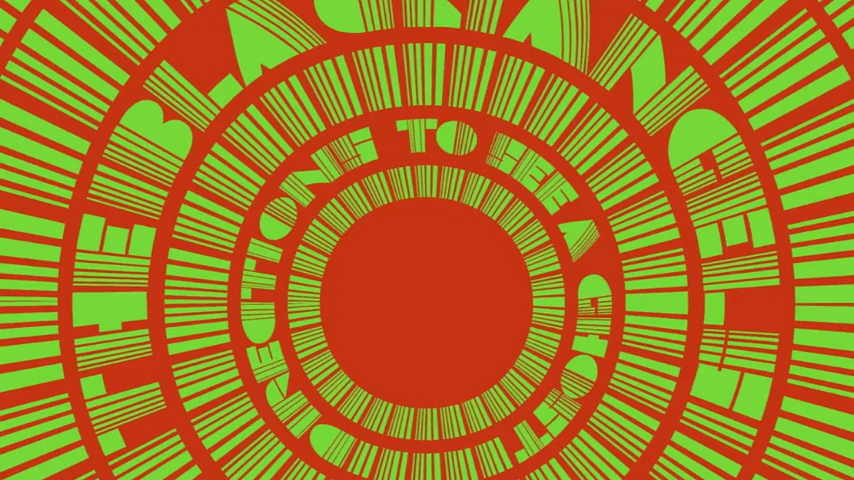 THE BLACK ANGELS
DIRECTIONS TO SEE A GHOST